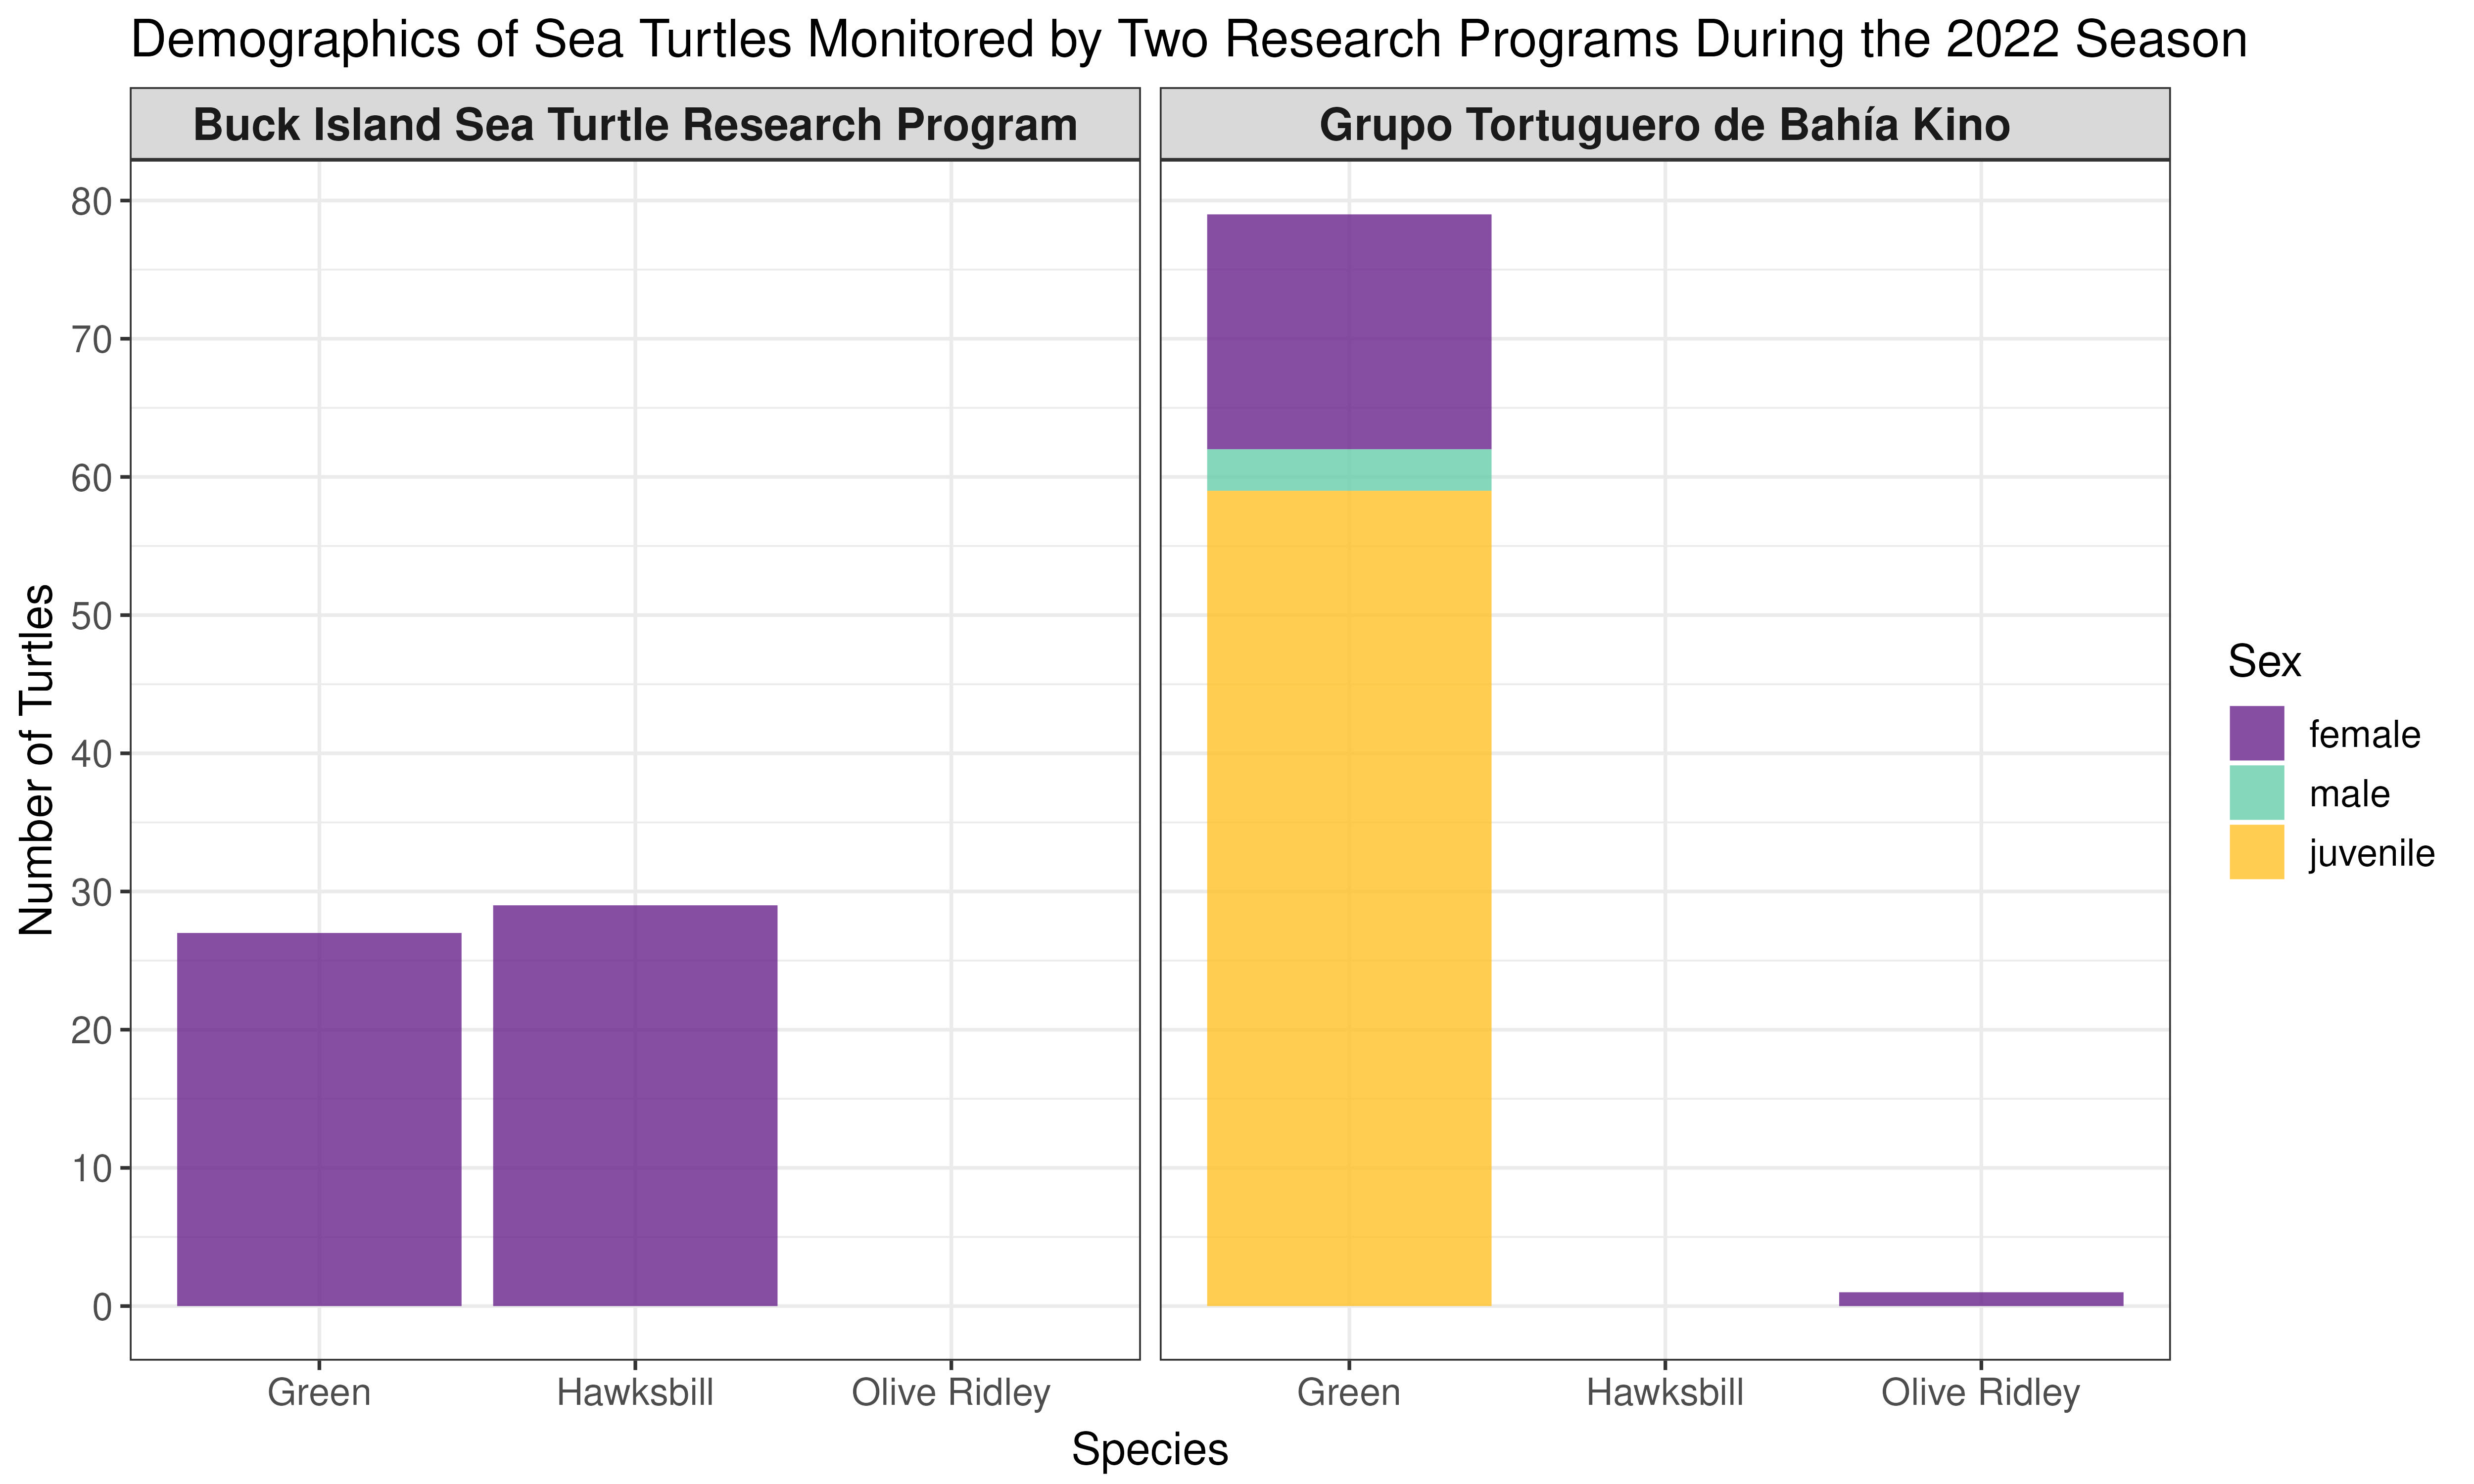 Demographics of Sea Turtles Monitored by Two Research Programs During the 2022 Season
Buck Island Sea Turtle Research Program
Grupo Tortuguero de Bahía Kino
Number of Turtles
80
70
60
50
40
30
20
10
0
Green
Hawksbill
Olive Ridley
Green
Hawksbill
Olive Ridley
Species
Sex
female
male
juvenile